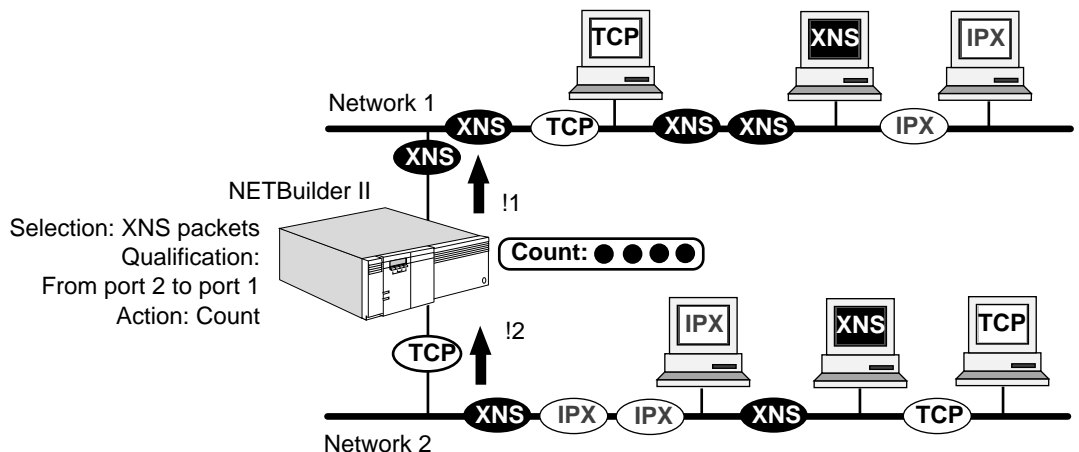 TCP XNS IPX
Network 1
XNS TCP XNS XNS IPX
XNS
NETBuilder II
!1
Selection: XNS packets
Qualification:
From port 2 to port 1
Action: Count
Count:
!2
TCP
IPX XNS TCP
XNS IPX IPX XNS TCP
Network 2